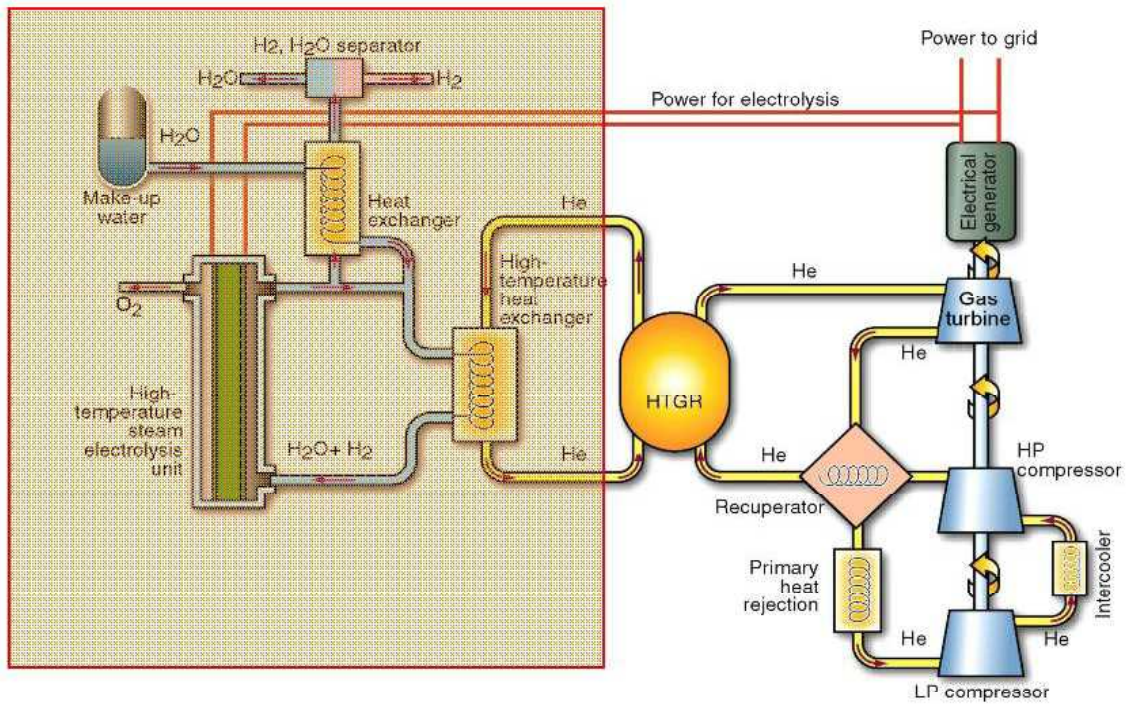 H2, H2O separator
H2O
H2
Power to grid
Power for electrolysis
H2O
Make-up
water
Heat
exchanger
He
Electrical
generator
O2
High-
temperature
heat
exchanger
He
Gas
turbine
He
HTGR
High-
temperature
steam
electrolysis
unit
H2O+ H2
He
He
HP
compressor
Recuperator
Primary
heat
rejection
Intercooler
He
He
LP compressor